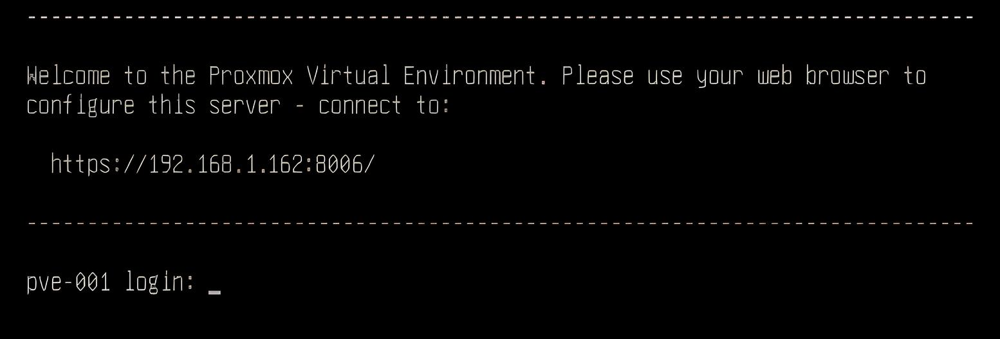 ------------------------------------------------------------------------------
Welcome to the Proxmox Virtual Environment. Please use your web browser to
configure this server - connect to:
https://192.168.1.162:8006/
------------------------------------------------------------------------------
pve-001 login: _